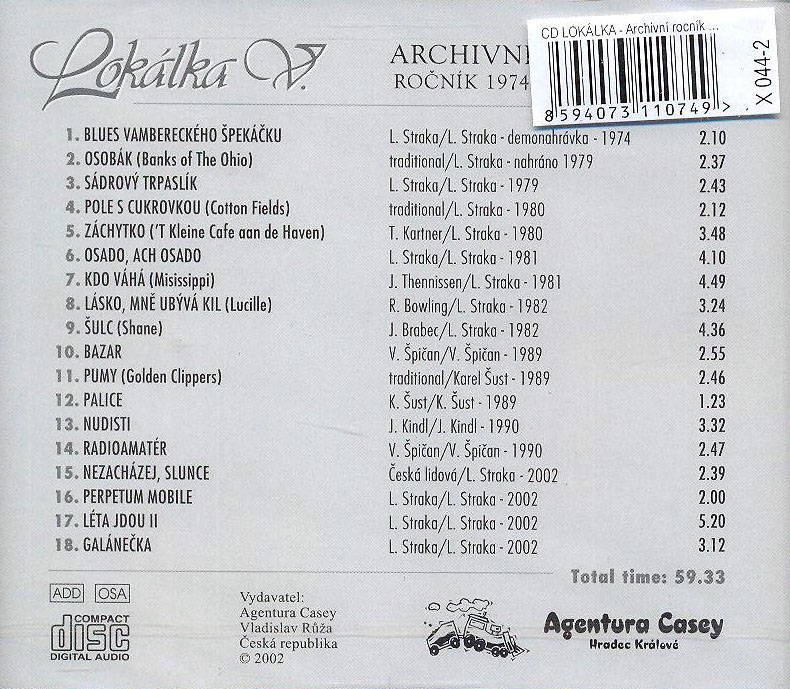 Lokálka V.
ARCHIVNÍ
ROČNÍK 1974
CD LOKÁLKA - Archivní ročník ...
8 594073 110749 >
X 044-2
1. BLUES VAMBERECKÉHO ŠPEKÁČKU L. Straka/L. Straka - demonahrávka - 1974 2.10
2. OSOBÁK (Banks of The Ohio) traditional/L. Straka - nahráno 1979 2.37
3. SÁDROVÝ TRPASLÍK L. Straka/L. Straka - 1979 2.43
4. POLE S CUKROVKOU (Cotton Fields) traditional/L. Straka - 1980 2.12
5. ZÁCHYTKO ('T Kleine Cafe aan de Haven) T. Kartner/L. Straka - 1980 3.48
6. OSADO, ACH OSADO L. Straka/L. Straka - 1981 4.10
7. KDO VÁHÁ (Misissippi) J. Thennissen/L. Straka - 1981 4.49
8. LÁSKO, MNĚ UBÝVÁ KIL (Lucille) R. Bowling/L. Straka - 1982 3.24
9. ŠULC (Shane) J. Brabec/L. Straka - 1982 4.36
10. BAZAR V. Špičan/V. Špičan - 1989 2.55
11. PUMY (Golden Clippers) traditional/Karel Šust - 1989 2.46
12. PALICE K. Šust/K. Šust - 1989 1.23
13. NUDISTI J. Kindl/J. Kindl - 1990 3.32
14. RADIOAMATÉR V. Špičan/V. Špičan - 1990 2.47
15. NEZACHÁZEJ, SLUNCE Česká lidová/L. Straka - 2002 2.39
16. PERPETUM MOBILE L. Straka/L. Straka - 2002 2.00
17. LÉTA JDOU II L. Straka/L. Straka - 2002 5.20
18. GALÁNEČKA L. Straka/L. Straka - 2002 3.12
Total time: 59.33
ADD OSA
COMPACT
disc
DIGITAL AUDIO
Vydavatel:
Agentura Casey
Vladislav Růža
Česká republika
© 2002
Agentura Casey
Hradec Králové